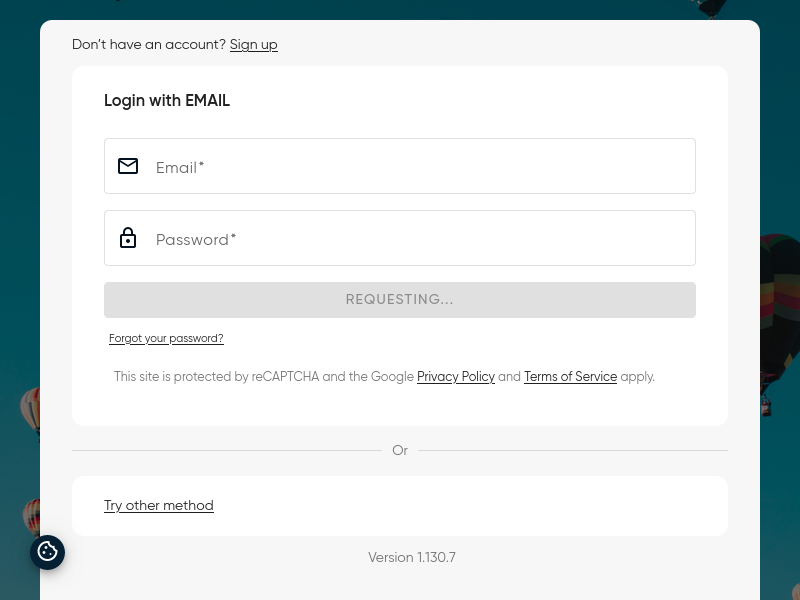 Don't have an account? Sign up
Login with EMAIL
Email*
Password*
REQUESTING...
Forgot your password?
This site is protected by reCAPTCHA and the Google Privacy Policy and Terms of Service apply.
Or
Try other method
Version 1.130.7